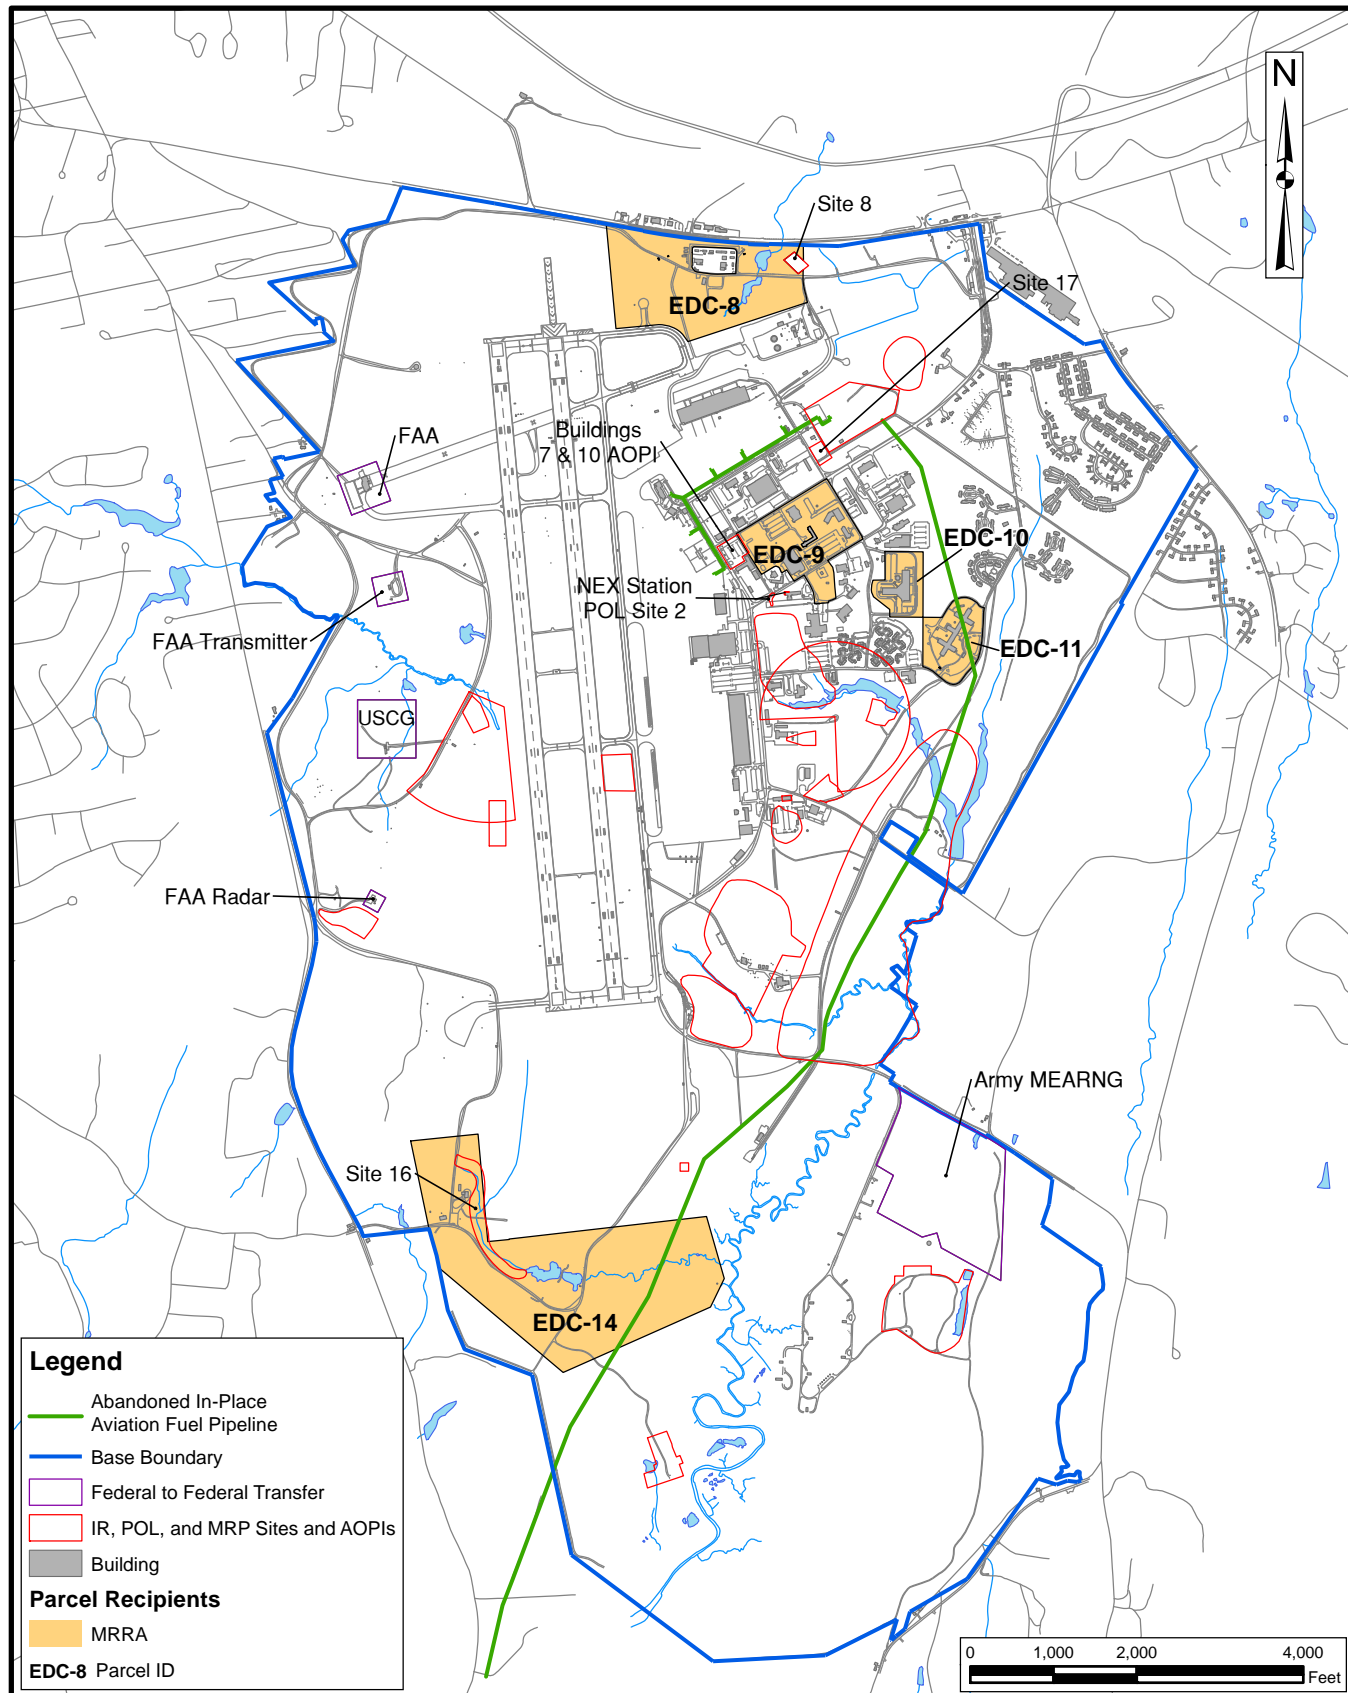 N
Site 8
EDC-8
Site 17
FAA
Buildings
7 & 10 AOPI
EDC-9
EDC-10
NEX Station
POL Site 2
FAA Transmitter
EDC-11
USCG
FAA Radar
Army MEARNG
Site 16
EDC-14
Legend
Abandoned In-Place
Aviation Fuel Pipeline
Base Boundary
Federal to Federal Transfer
IR, POL, and MRP Sites and AOPIs
Building
Parcel Recipients
MRRA
EDC-8 Parcel ID
0 1,000 2,000 4,000
Feet